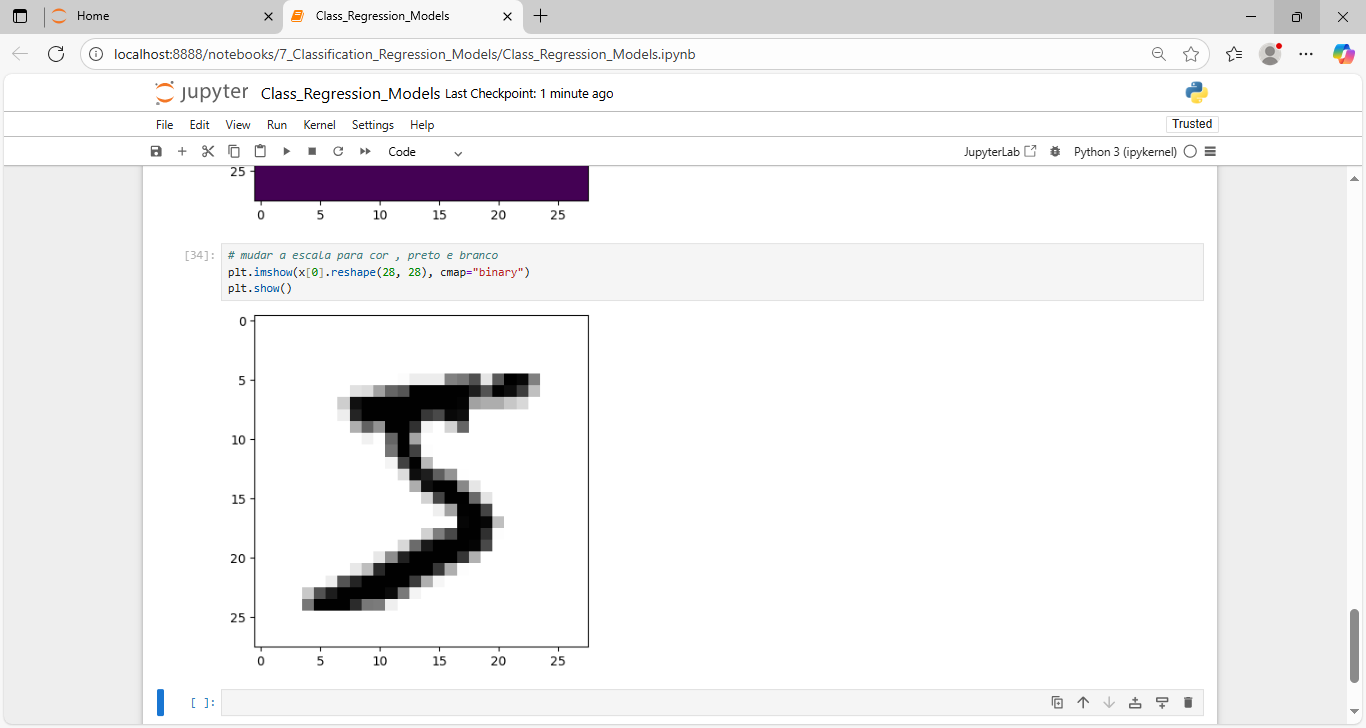 Home
Class_Regression_Models
localhost:8888/notebooks/7_Classification_Regression_Models/Class_Regression_Models.ipynb
jupyter Class_Regression_Models Last Checkpoint: 1 minute ago
File Edit View Run Kernel Settings Help
Trusted
Code
JupyterLab
Python 3 (ipykernel)
25
0 5 10 15 20 25
[34]:
# mudar a escala para cor , preto e branco
plt.imshow(x[0].reshape(28, 28), cmap="binary")
plt.show()
0
5
10
15
20
25
0 5 10 15 20 25
[ ]: